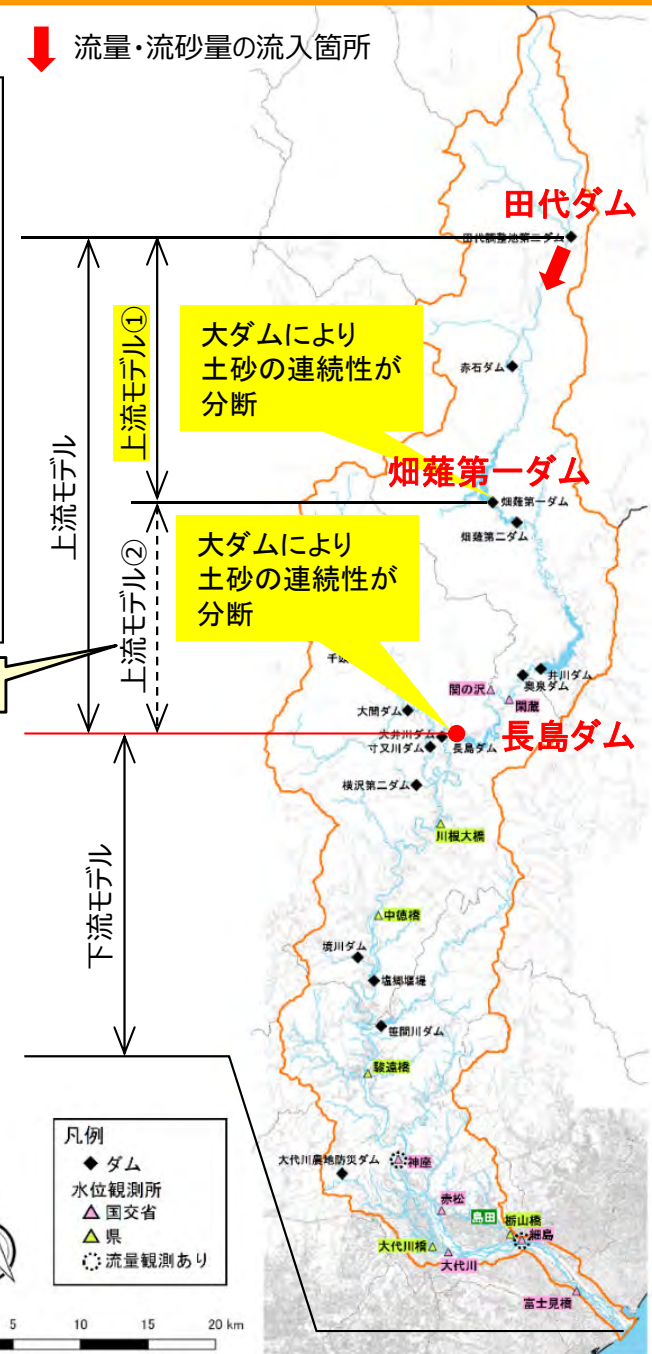 流量・流砂量の流入箇所
田代ダム
田代調整池第二ダム
上流モデル
上流モデル①
大ダムにより
土砂の連続性が
分断
赤石ダム
畑薙第一ダム
畑薙第一ダム
畑薙第二ダム
上流モデル②
大ダムにより
土砂の連続性が
分断
井川ダム
奥泉ダム
関の沢
閑蔵
大間ダム
大井川ダム
寸又川ダム
長島ダム
長島ダム
横沢第二ダム
川根大橋
下流モデル
中徳橋
境川ダム
塩郷堰堤
笹間川ダム
駿遠橋
大代川農地防災ダム
神座
赤松
島田
栃山橋
細島
大代川橋
大代川
富士見橋
凡例
ダム
水位観測所
国交省
県
流量観測あり
5 10 15 20 km